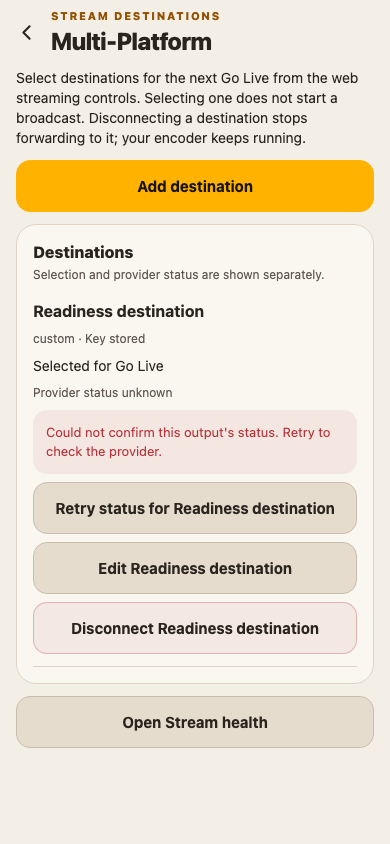 STREAM DESTINATIONS
Multi-Platform
Select destinations for the next Go Live from the web
streaming controls. Selecting one does not start a
broadcast. Disconnecting a destination stops
forwarding to it; your encoder keeps running.
Add destination
Destinations
Selection and provider status are shown separately.
Readiness destination
custom · Key stored
Selected for Go Live
Provider status unknown
Could not confirm this output's status. Retry to
check the provider.
Retry status for Readiness destination
Edit Readiness destination
Disconnect Readiness destination
Open Stream health